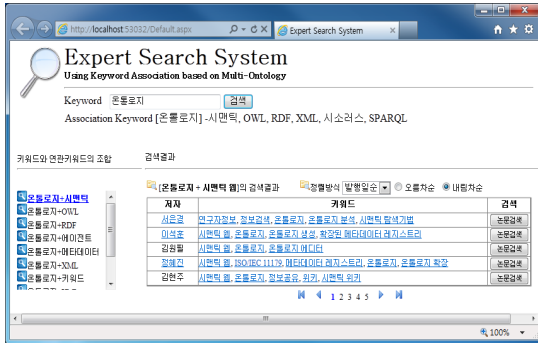 http://localhost:53032/Default.aspx
Expert Search System
Expert Search System
Using Keyword Association based on Multi-Ontology
Keyword 온톨로지 검색
Association Keyword [온톨로지] -시맨틱, OWL, RDF, XML, 시소러스, SPARQL
키워드와 연관키워드의 조합
검색결과
온톨로지+시맨틱
온톨로지+OWL
온톨로지+RDF
온톨로지+에이전트
온톨로지+메타데이터
온톨로지+XML
온톨로지+키워드
[온톨로지 + 시맨틱 웹]의 검색결과 정렬방식 발행일순 오름차순 내림차순
저자 키워드 검색
서은경 연구자정보, 정보검색, 온톨로지, 온톨로지 분석, 시맨틱 탐색기법 논문검색
이석호 시맨틱 웹, 온톨로지, 온톨로지 생성, 확장된 메타데이터 레지스트리 논문검색
김원필 시맨틱 웹, 온톨로지, 온톨로지 에디터 논문검색
정혜진 시맨틱 웹, ISO/IEC 11179, 메타데이터 레지스트리, 온톨로지, 온톨로지 확장 논문검색
김현주 시맨틱 웹, 온톨로지, 정보공유, 위키, 시맨틱 위키 논문검색
1 2 3 4 5
100%